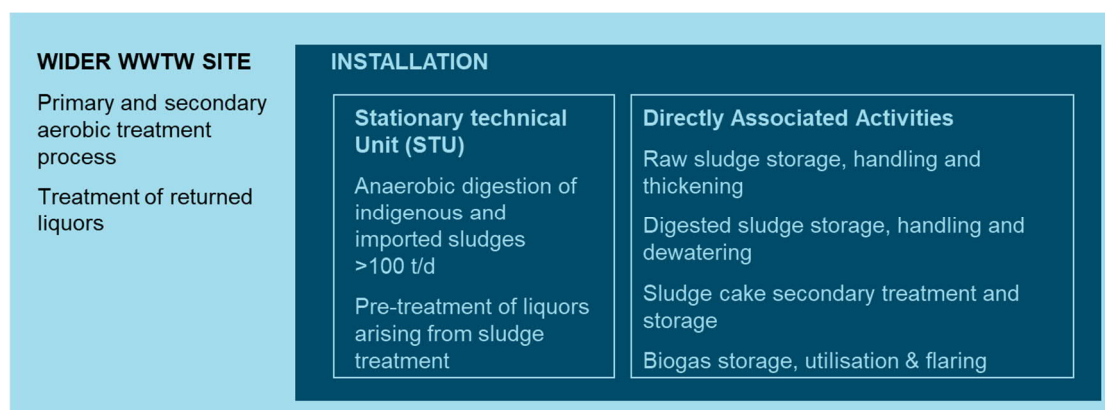 WIDER WWTW SITE
Primary and secondary
aerobic treatment
process
Treatment of returned
liquors
INSTALLATION
Stationary technical
Unit (STU)
Anaerobic digestion of
indigenous and
imported sludges
>100 t/d
Pre-treatment of liquors
arising from sludge
treatment
Directly Associated Activities
Raw sludge storage, handling and
thickening
Digested sludge storage, handling and
dewatering
Sludge cake secondary treatment and
storage
Biogas storage, utilisation & flaring